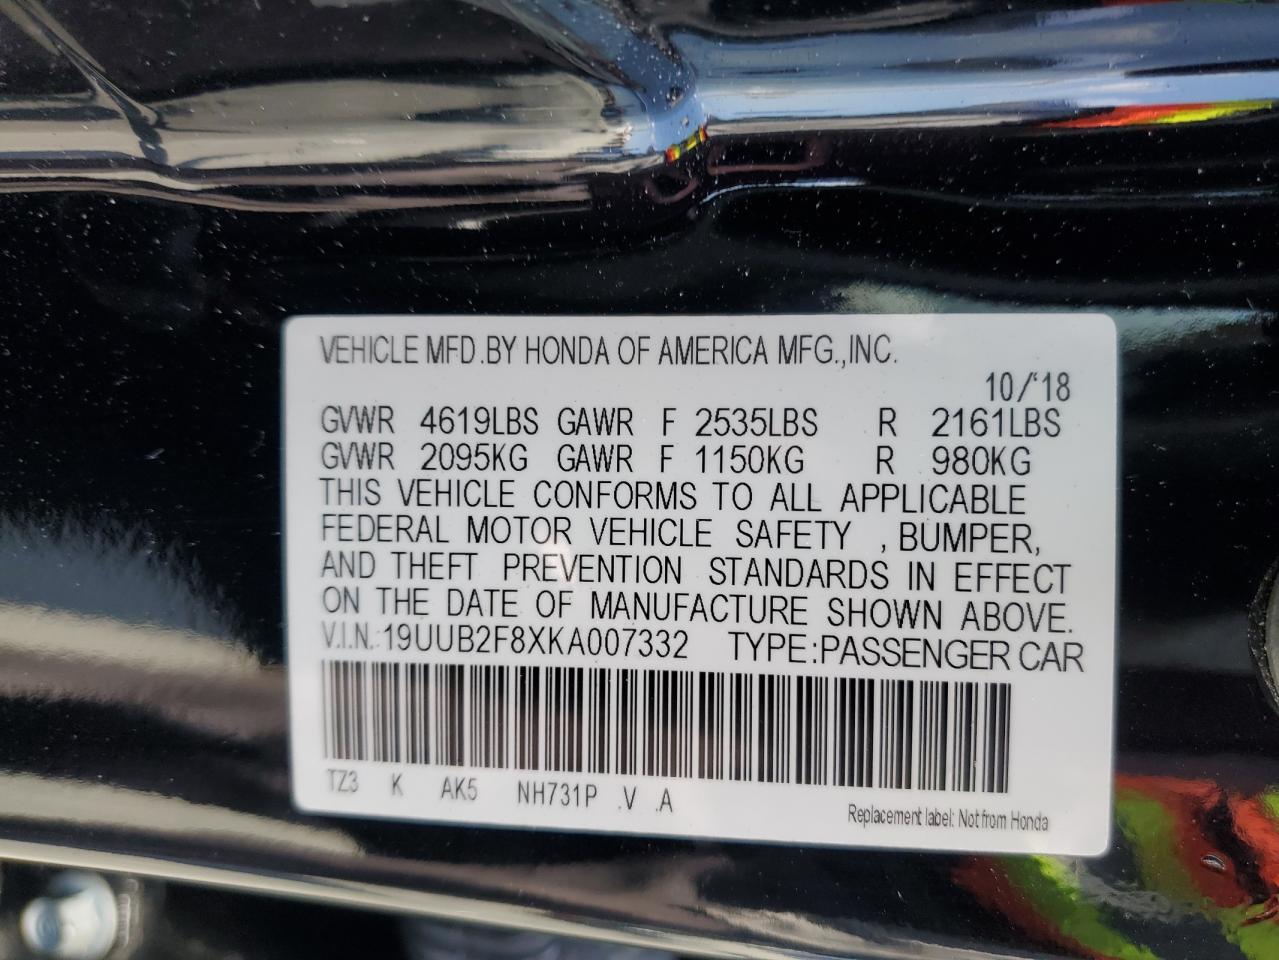 VEHICLE MFD.BY HONDA OF AMERICA MFG.,INC.
10/'18
GVWR 4619LBS GAWR F 2535LBS R 2161LBS
GVWR 2095KG GAWR F 1150KG R 980KG
THIS VEHICLE CONFORMS TO ALL APPLICABLE
FEDERAL MOTOR VEHICLE SAFETY , BUMPER,
AND THEFT PREVENTION STANDARDS IN EFFECT
ON THE DATE OF MANUFACTURE SHOWN ABOVE.
V.I.N.:19UUB2F8XKA007332 TYPE:PASSENGER CAR
TZ3 K AK5 NH731P .V .A
Replacement label: Not from Honda